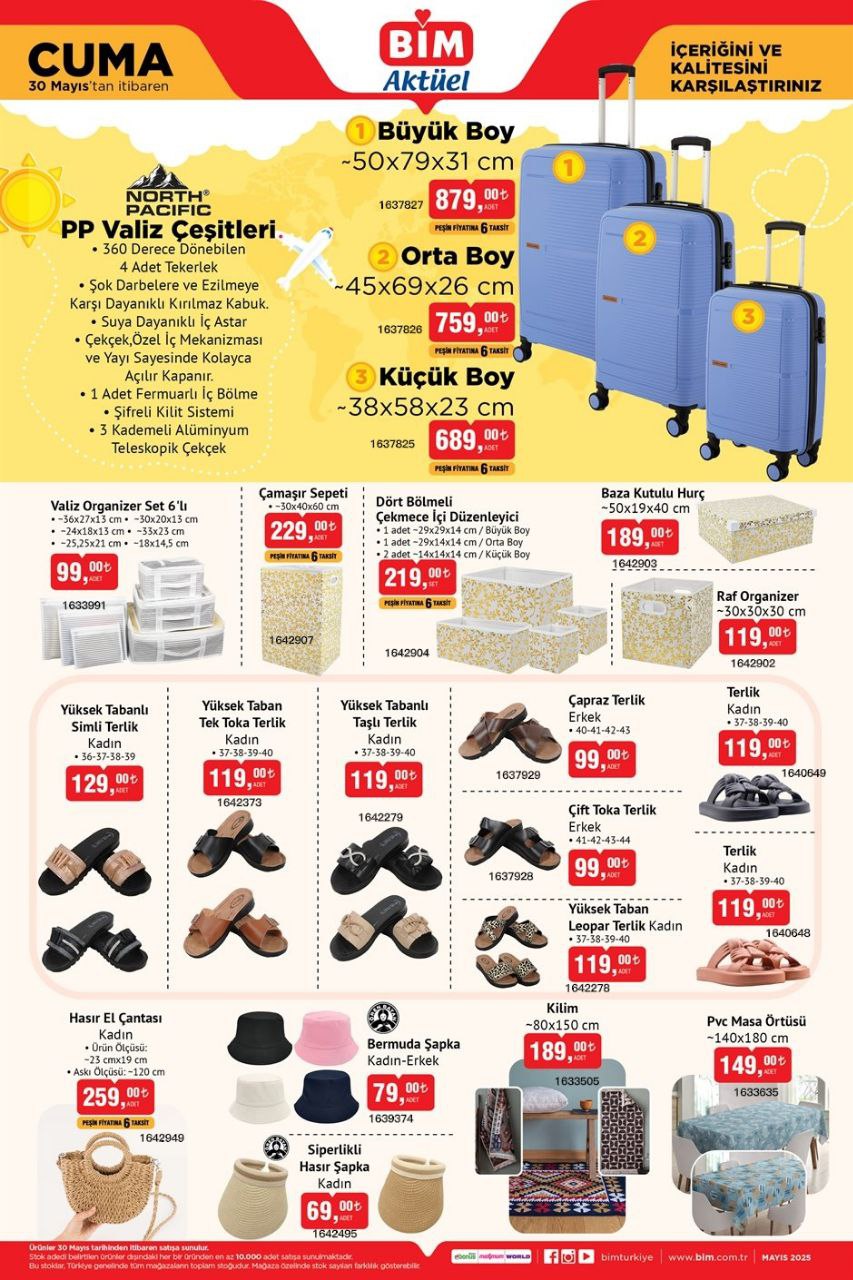 CUMA
30 Mayıs'tan itibaren
BİM
Aktüel
İÇERİĞİNİ VE
KALİTESİNİ
KARŞILAŞTIRINIZ
NORTH®
PACIFIC
PP Valiz Çeşitleri
• 360 Derece Dönebilen
4 Adet Tekerlek
• Şok Darbelere ve Ezilmeye
Karşı Dayanıklı Kırılmaz Kabuk.
• Suya Dayanıklı İç Astar
• Çekçek,Özel İç Mekanizması
ve Yayı Sayesinde Kolayca
Açılır Kapanır.
• 1 Adet Fermuarlı İç Bölme
• Şifreli Kilit Sistemi
• 3 Kademeli Alüminyum
Teleskopik Çekçek
1 Büyük Boy
~50x79x31 cm
1637827
879,00₺ ADET
PEŞİN FİYATINA 6 TAKSİT
2 Orta Boy
~45x69x26 cm
1637826
759,00₺ ADET
PEŞİN FİYATINA 6 TAKSİT
3 Küçük Boy
~38x58x23 cm
1637825
689,00₺ ADET
PEŞİN FİYATINA 6 TAKSİT
1
2
3
Valiz Organizer Set 6'lı
• ~36x27x13 cm • ~30x20x13 cm
• ~24x18x13 cm • ~33x23 cm
• ~25,25x21 cm • ~18x14,5 cm
99,00₺ ADET
1633991
Çamaşır Sepeti
• ~30x40x60 cm
229,00₺ ADET
PEŞİN FİYATINA 6 TAKSİT
1642907
Dört Bölmeli
Çekmece İçi Düzenleyici
• 1 adet ~29x29x14 cm / Büyük Boy
• 1 adet ~29x14x14 cm / Orta Boy
• 2 adet ~14x14x14 cm / Küçük Boy
219,00₺ SET
PEŞİN FİYATINA 6 TAKSİT
1642904
Baza Kutulu Hurç
~50x19x40 cm
189,00₺ ADET
1642903
Raf Organizer
~30x30x30 cm
119,00₺ ADET
1642902
Yüksek Tabanlı
Simli Terlik
Kadın
• 36-37-38-39
129,00₺ ADET
Yüksek Taban
Tek Toka Terlik
Kadın
• 37-38-39-40
119,00₺ ADET
1642373
Yüksek Tabanlı
Taşlı Terlik
Kadın
• 37-38-39-40
119,00₺ ADET
1642279
Çapraz Terlik
Erkek
• 40-41-42-43
99,00₺ ADET
1637929
Çift Toka Terlik
Erkek
• 41-42-43-44
99,00₺ ADET
1637928
Yüksek Taban
Leopar Terlik Kadın
• 37-38-39-40
119,00₺ ADET
1642278
Terlik
Kadın
• 37-38-39-40
119,00₺ ADET
1640649
Terlik
Kadın
• 37-38-39-40
119,00₺ ADET
1640648
Hasır El Çantası
Kadın
• Ürün Ölçüsü:
~23 cmx19 cm
• Askı Ölçüsü: ~120 cm
259,00₺ ADET
PEŞİN FİYATINA 6 TAKSİT
1642949
Bermuda Şapka
Kadın-Erkek
79,00₺ ADET
1639374
Siperlikli
Hasır Şapka
Kadın
69,00₺ ADET
1642495
Kilim
~80x150 cm
189,00₺ ADET
1633505
Pvc Masa Örtüsü
~140x180 cm
149,00₺ ADET
1633635
Ürünler 30 Mayıs tarihinden itibaren satışa sunulur.
Stok adedi belirtilen ürünler dışındaki her bir üründen en az 10.000 adet satışa sunulmaktadır.
Bu stoklar, Türkiye genelinde tüm mağazaların toplam stoğudur. Mağaza özelinde stok sayıları farklılık gösterebilir.
bonus maximum WORLD
bimturkiye
www.bim.com.tr
MAYIS 2025